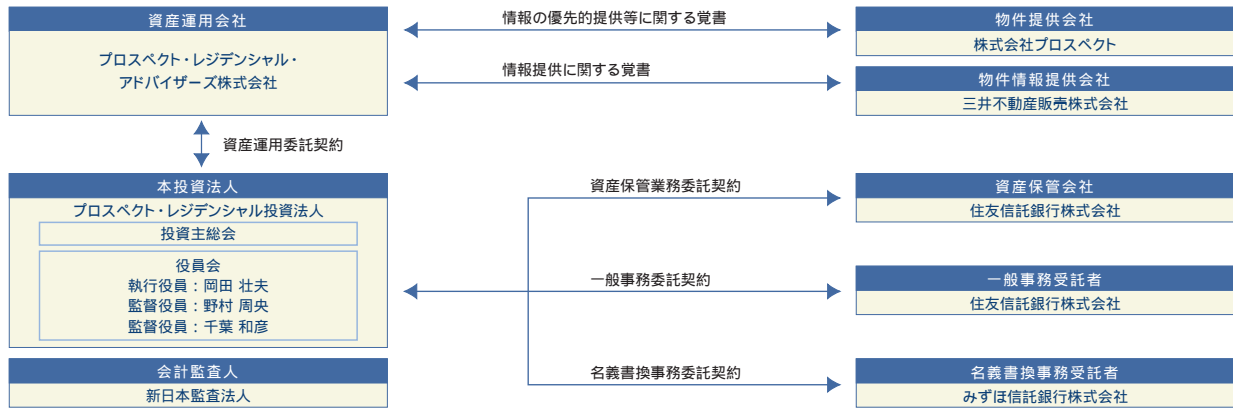 資産運用会社
プロスペクト・レジデンシャル・
アドバイザーズ株式会社
情報の優先的提供等に関する覚書
物件提供会社
株式会社プロスペクト
情報提供に関する覚書
物件情報提供会社
三井不動産販売株式会社
資産運用委託契約
本投資法人
プロスペクト・レジデンシャル投資法人
投資主総会
役員会
執行役員：岡田 壮夫
監督役員：野村 周央
監督役員：千葉 和彦
資産保管業務委託契約
資産保管会社
住友信託銀行株式会社
一般事務委託契約
一般事務受託者
住友信託銀行株式会社
会計監査人
新日本監査法人
名義書換事務委託契約
名義書換事務受託者
みずほ信託銀行株式会社